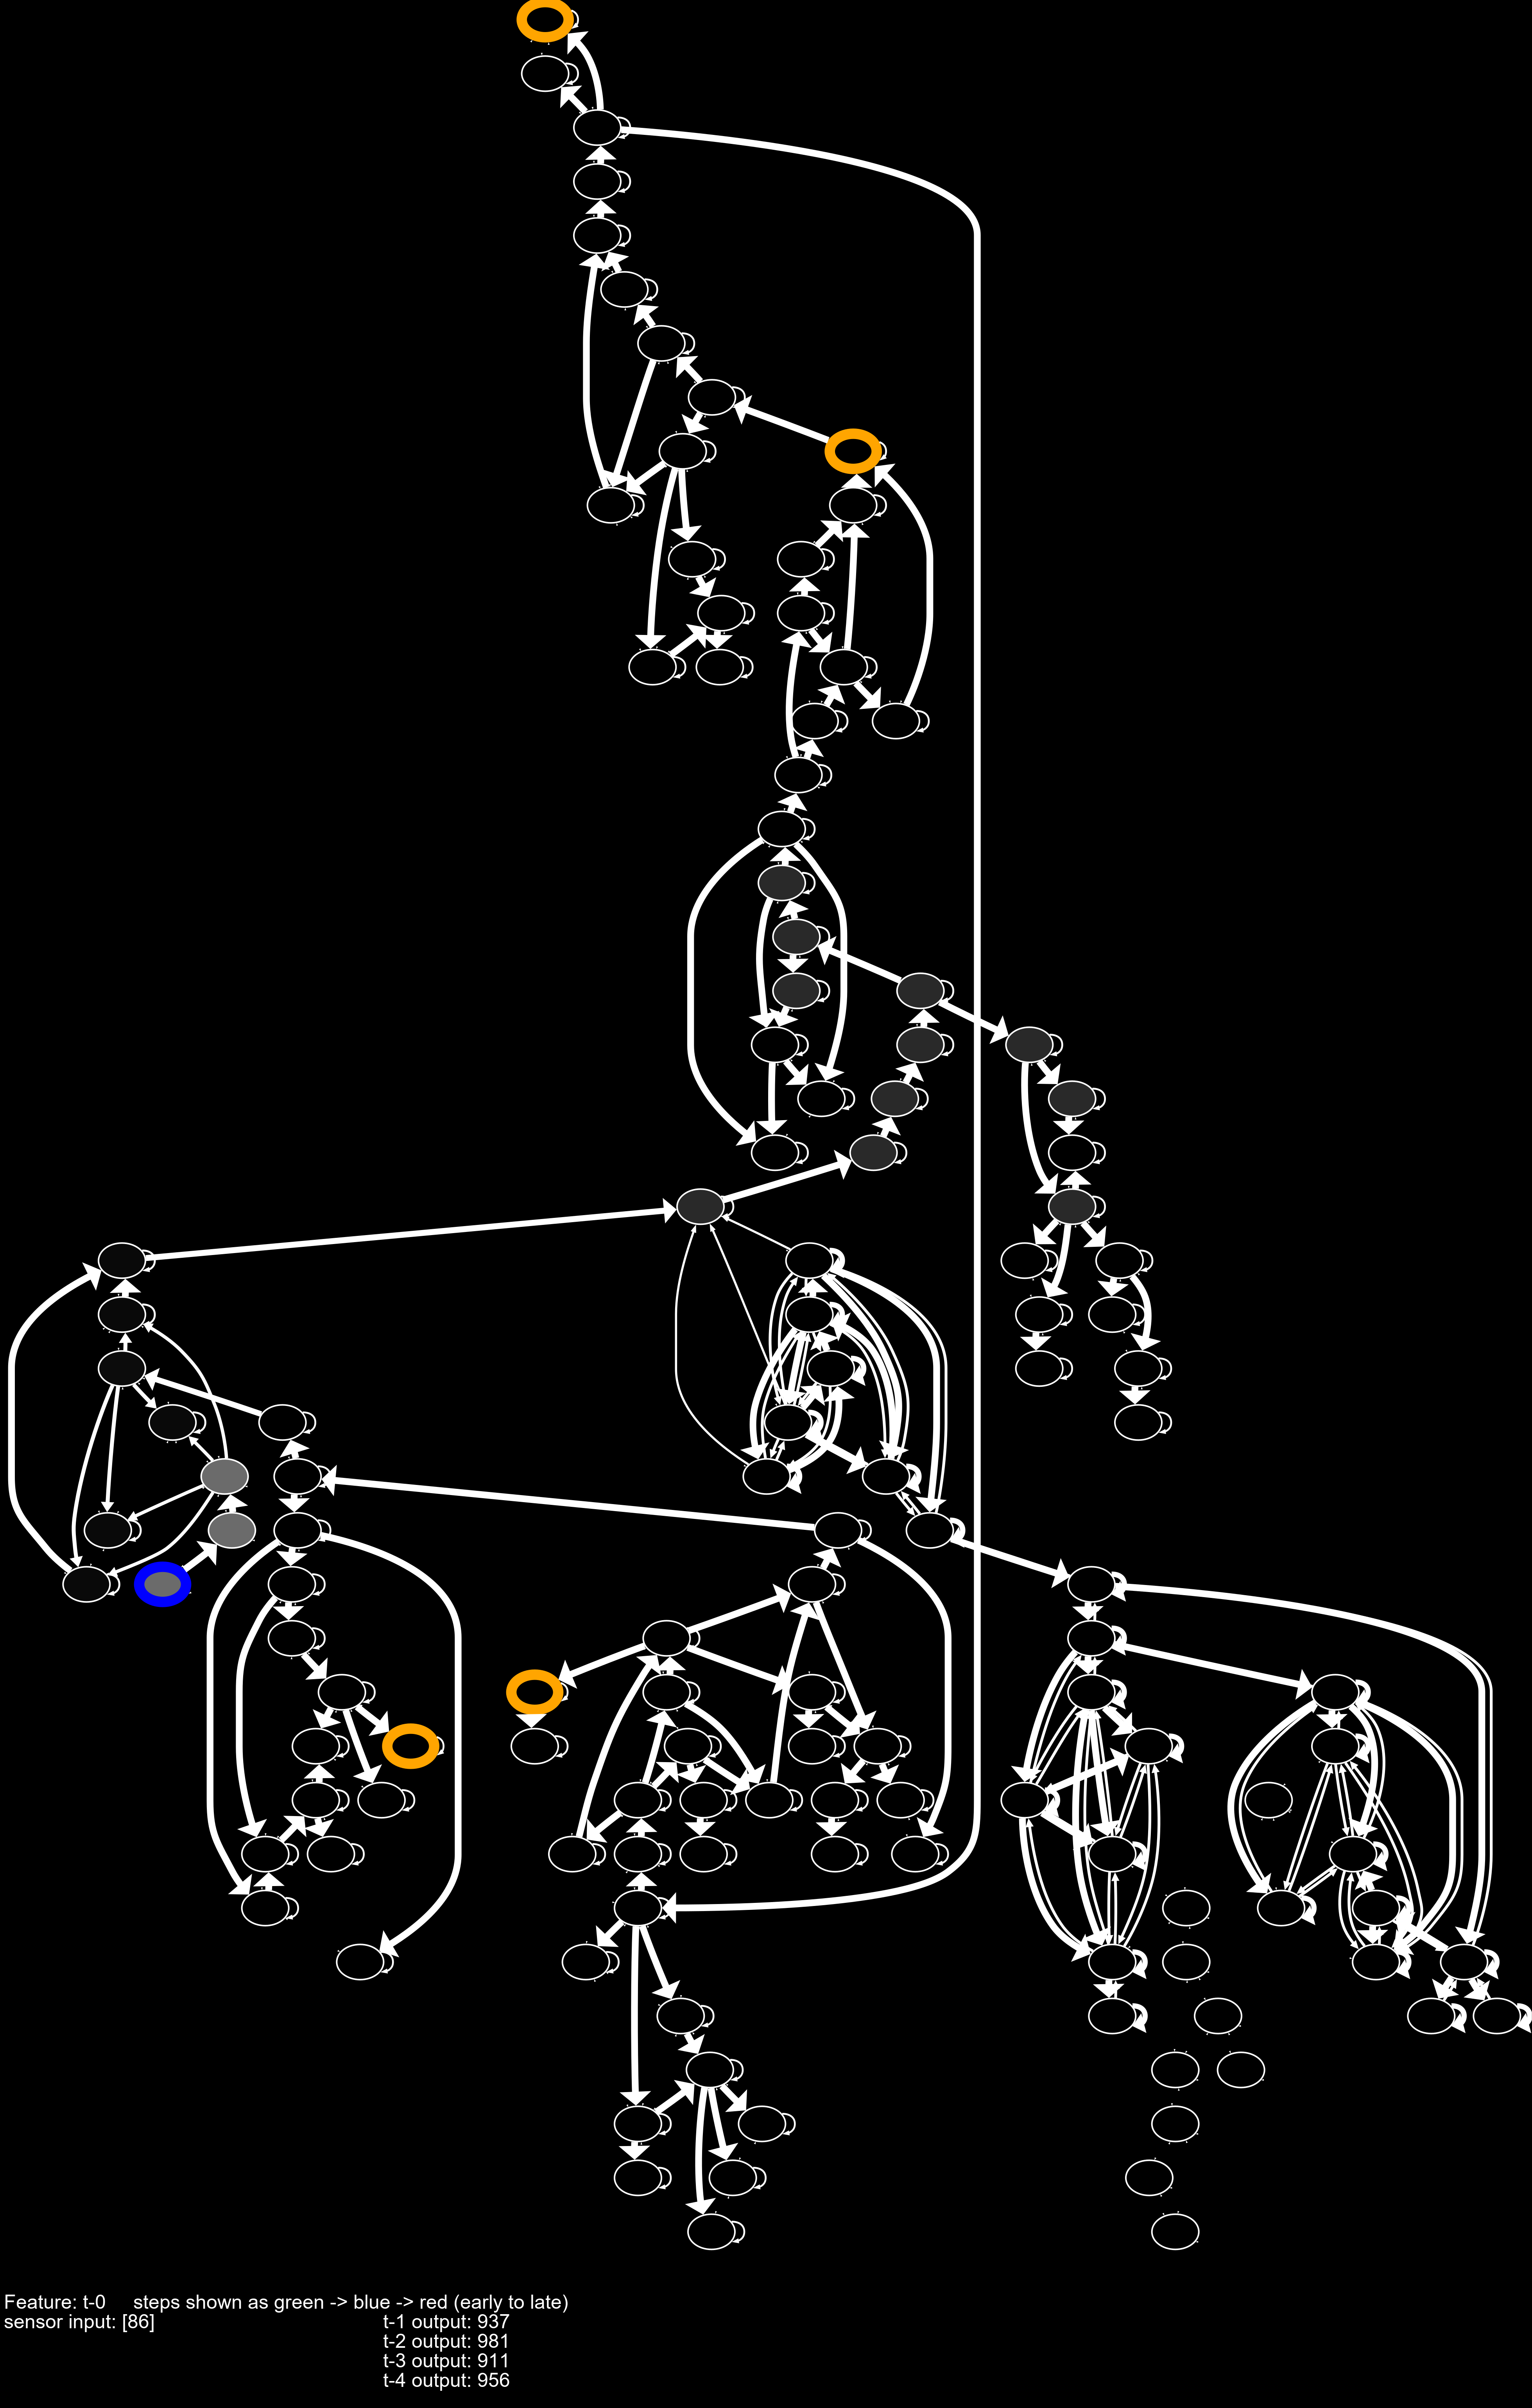 Feature: t-0     steps shown as green -> blue -> red (early to late)
sensor input: [86]     t-1 output: 937
t-2 output: 981
t-3 output: 911
t-4 output: 956